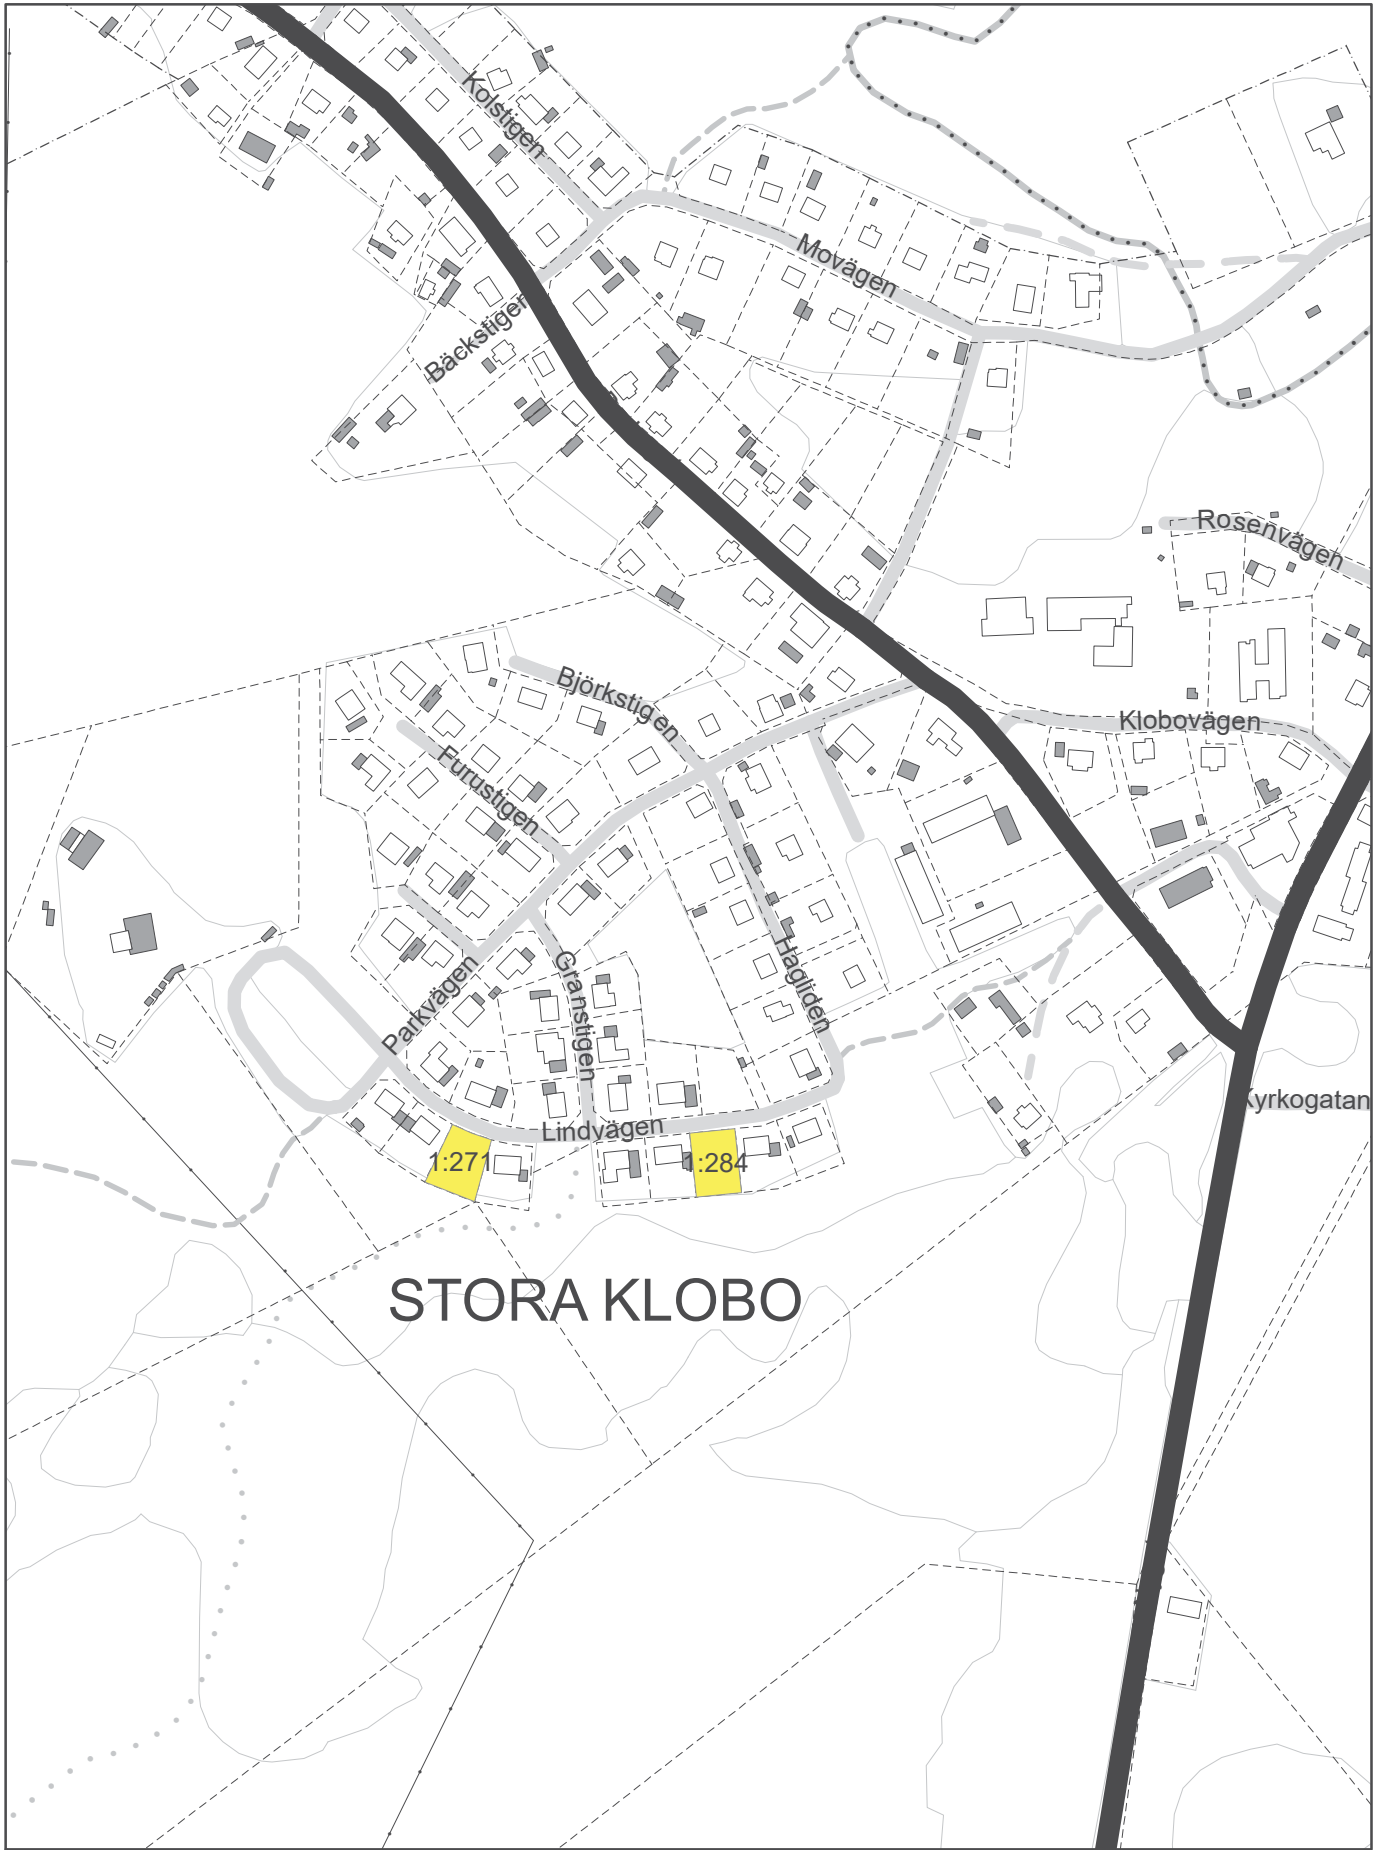 Kolstigen
Movägen
Bäckstigen
Rosenvägen
Björkstigen
Klobovägen
Furustigen
Hagliden
Granstigen
Parkvägen
Kyrkogatan
Lindvägen
1:271
1:284
STORA KLOBO